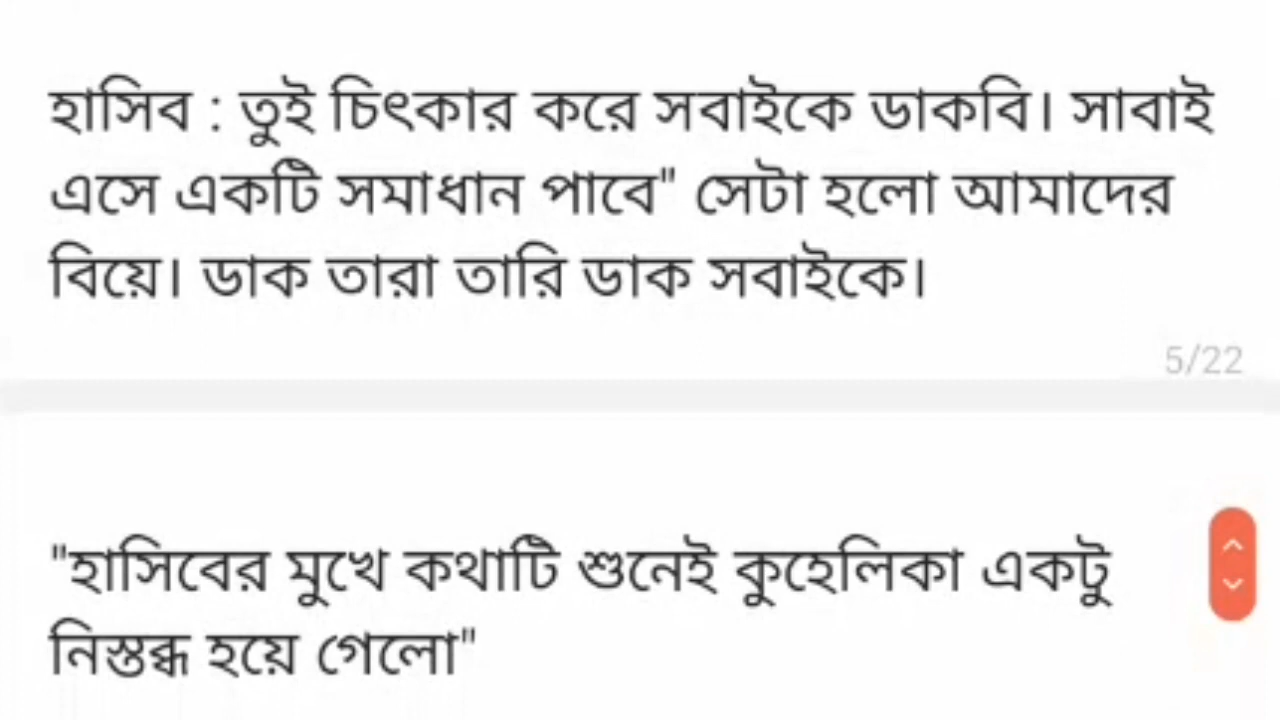 হাসিব : তুই চিৎকার করে সবাইকে ডাকবি। সাবাই
এসে একটি সমাধান পাবে" সেটা হলো আমাদের
বিয়ে। ডাক তারা তারি ডাক সবাইকে।
5/22
"হাসিবের মুখে কথাটি শুনেই কুহেলিকা একটু
নিস্তব্ধ হয়ে গেলো"